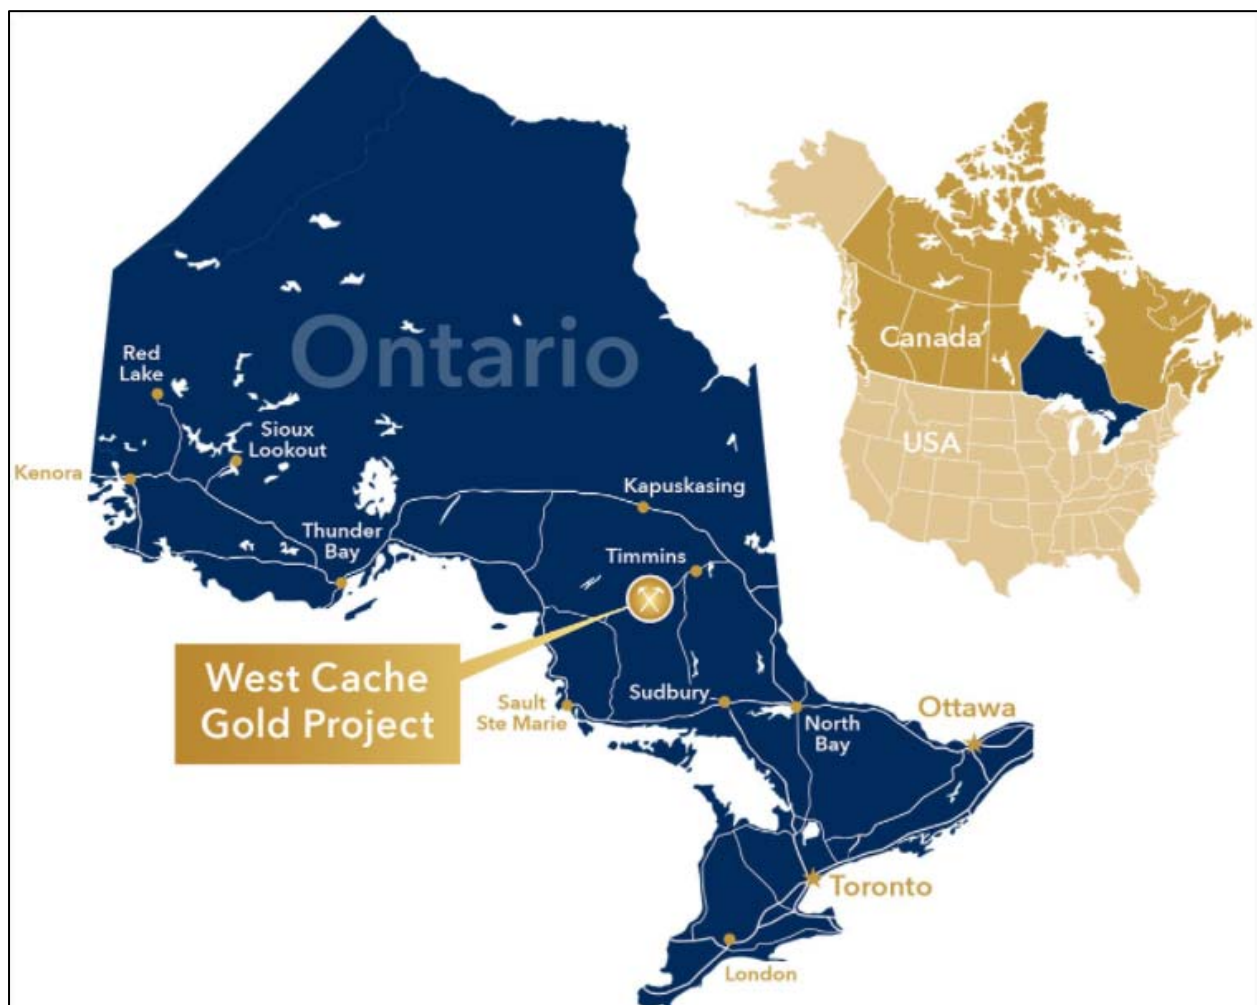 Ontario
Canada
USA
Red
Lake
Sioux
Lookout
Kenora
Kapuskasing
Thunder
Bay
Timmins
West Cache
Gold Project
Sault
Ste Marie
Sudbury
North
Bay
Ottawa
Toronto
London